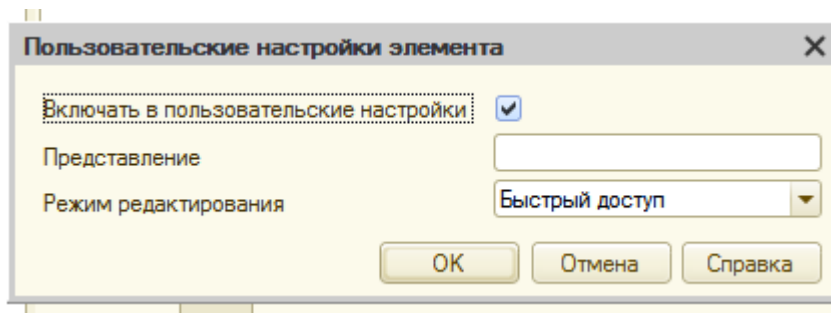 Пользовательские настройки элемента
Включать в пользовательские настройки
Представление
Режим редактирования Быстрый доступ
OK Отмена Справка